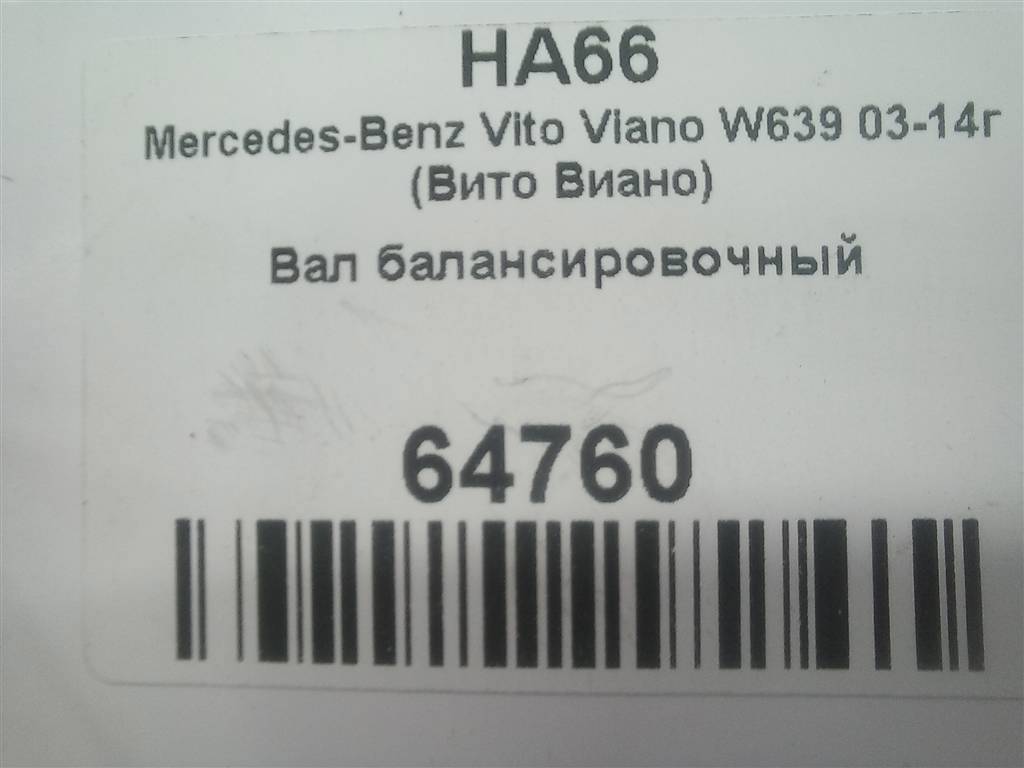 HA66
Mercedes-Benz Vito Viano W639 03-14г
(Вито Виано)
Вал балансировочный
64760